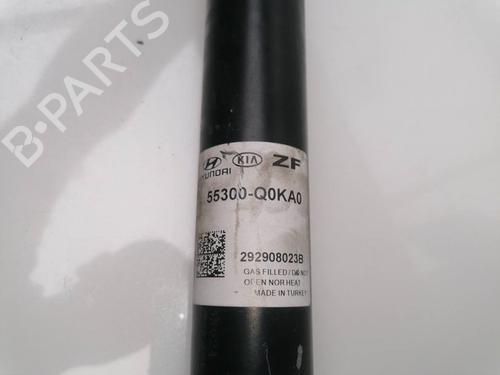 B-PARTS
HYUNDAI KIA ZF
55300-Q0KA0
292908023B
GAS FILLED / DO NOT
OPEN NOR HEAT
MADE IN TURKEY